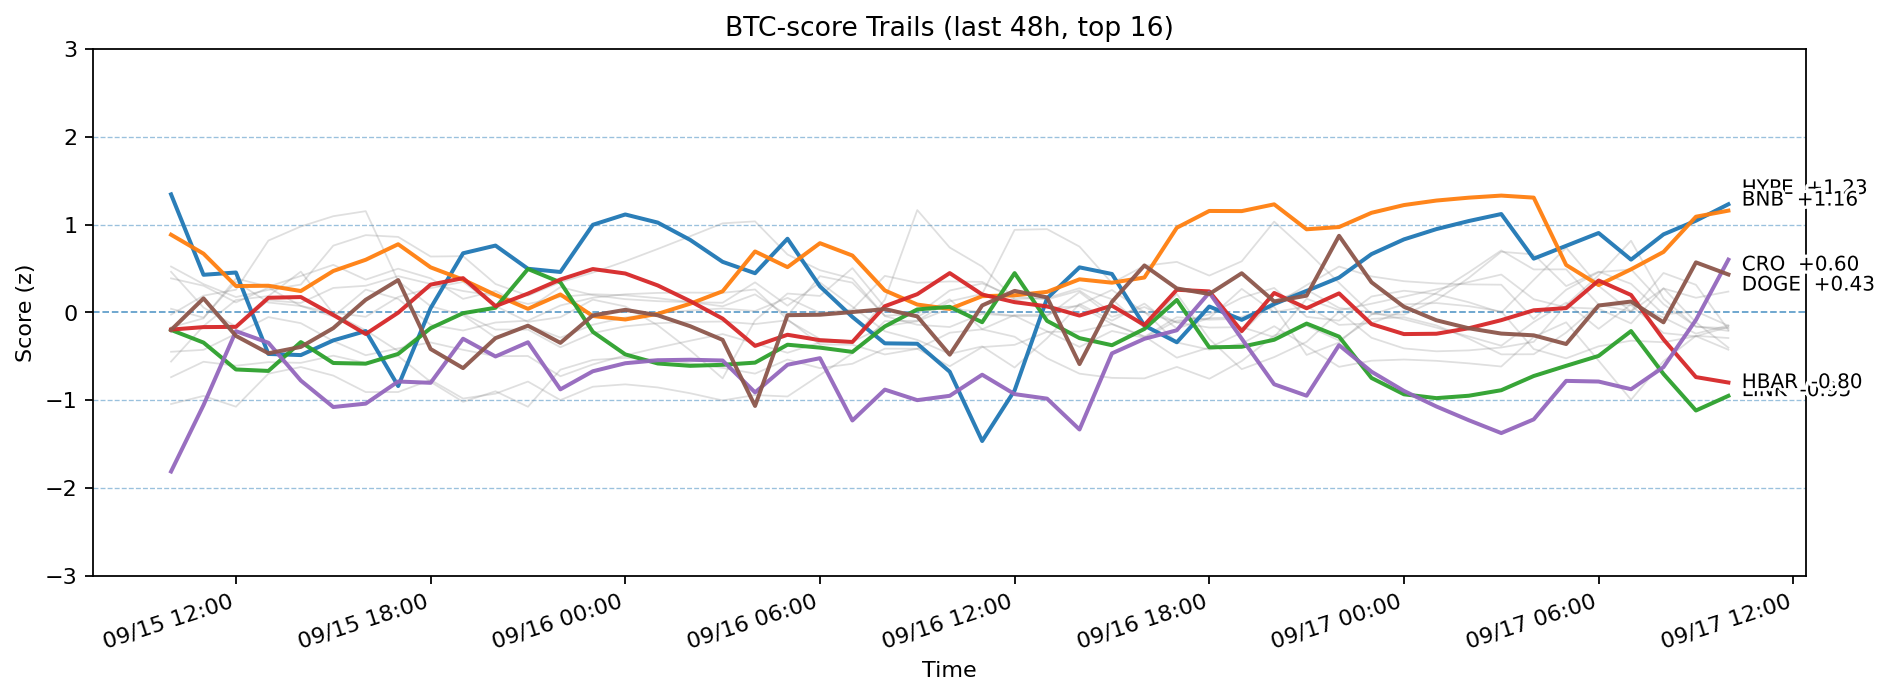 BTC-score Trails (last 48h, top 16)
Score (z)
3
2
1
0
−1
−2
−3
HYPE +1.23
BNB +1.16
CRO +0.60
DOGE +0.43
HBAR -0.80
LINK -0.95
09/15 12:00
09/15 18:00
09/16 00:00
09/16 06:00
09/16 12:00
09/16 18:00
09/17 00:00
09/17 06:00
09/17 12:00
Time